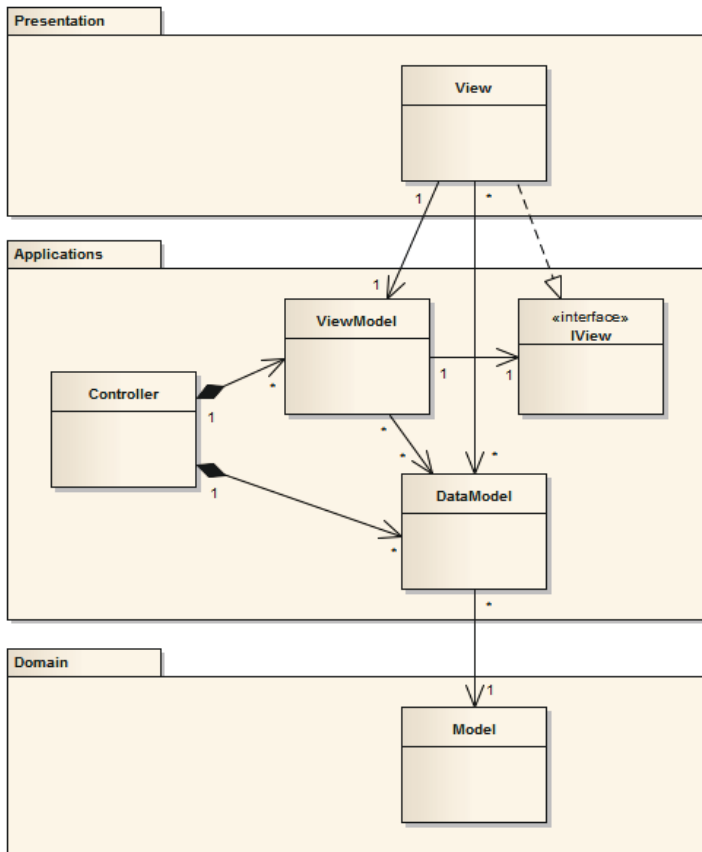 Presentation
View
1
*
Applications
1
ViewModel
«interface»
IView
1
1
Controller
*
1
*
*
*
1
DataModel
*
*
Domain
1
Model